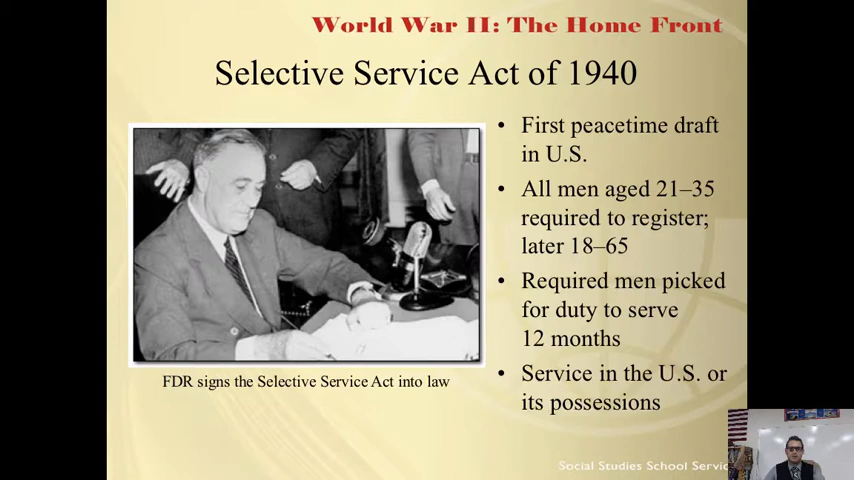 World War II: The Home Front
Selective Service Act of 1940
• First peacetime draft
in U.S.
• All men aged 21–35
required to register;
later 18–65
• Required men picked
for duty to serve
12 months
• Service in the U.S. or
its possessions
FDR signs the Selective Service Act into law
Social Studies School Servic